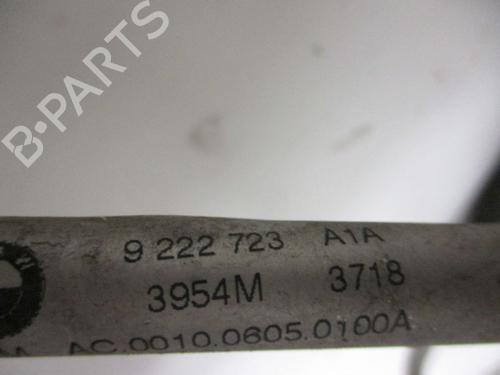 B-PARTS
9 222 723 A1A
3954M 3718
AC.0010.0605.0100A